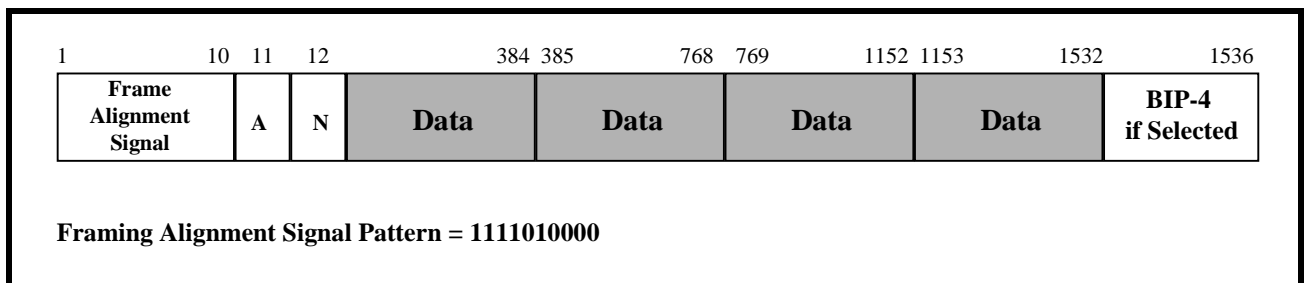 1 10 11 12 384 385 768 769 1152 1153 1532 1536
Frame
Alignment
Signal
A N Data Data Data Data
BIP-4
if Selected
Framing Alignment Signal Pattern = 1111010000